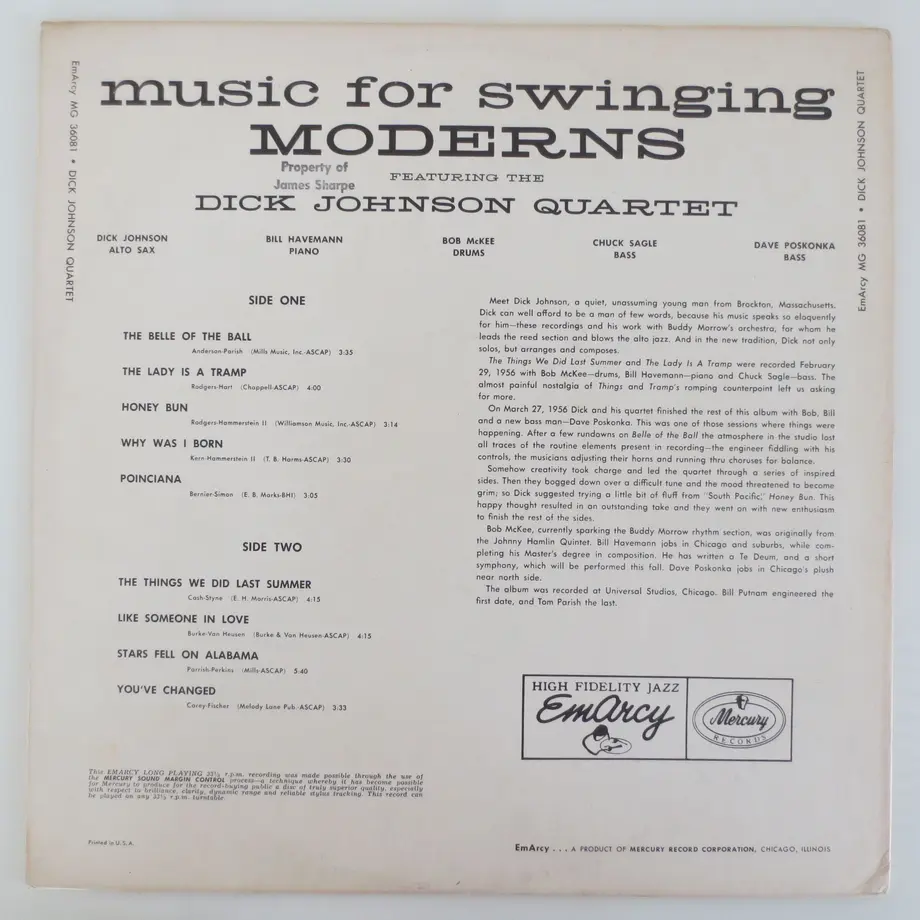 music for swinging
MODERNS
Property of
James Sharpe
FEATURING THE
DICK JOHNSON QUARTET
EmArcy MG 36081 • DICK JOHNSON QUARTET
EmArcy MG 36081 • DICK JOHNSON QUARTET
DICK JOHNSON
ALTO SAX
BILL HAVEMANN
PIANO
BOB McKEE
DRUMS
CHUCK SAGLE
BASS
DAVE POSKONKA
BASS
SIDE ONE
THE BELLE OF THE BALL
Anderson-Parish (Mills Music, Inc.-ASCAP) 3:35
THE LADY IS A TRAMP
Rodgers-Hart (Chappell-ASCAP) 4:00
HONEY BUN
Rodgers-Hammerstein II (Williamson Music, Inc.-ASCAP) 3:14
WHY WAS I BORN
Kern-Hammerstein II (T. B. Harms-ASCAP) 3:30
POINCIANA
Bernier-Simon (E. B. Marks-BMI) 3:05
SIDE TWO
THE THINGS WE DID LAST SUMMER
Cash-Styne (E. H. Morris-ASCAP) 4:15
LIKE SOMEONE IN LOVE
Burke-Van Heusen (Burke & Van Heusen-ASCAP) 4:15
STARS FELL ON ALABAMA
Parrish-Perkins (Mills-ASCAP) 5:40
YOU'VE CHANGED
Carey-Fischer (Melody Lane Pub.-ASCAP) 3:33
Meet Dick Johnson, a quiet, unassuming young man from Brockton, Massachusetts.
Dick can well afford to be a man of few words, because his music speaks so eloquently
for him—these recordings and his work with Buddy Morrow's orchestra, for whom he
leads the reed section and blows the alto jazz. And in the new tradition, Dick not only
solos, but arranges and composes.
The Things We Did Last Summer and The Lady Is A Tramp were recorded February
29, 1956 with Bob McKee—drums, Bill Havemann—piano and Chuck Sagle—bass. The
almost painful nostalgia of Things and Tramp's romping counterpoint left us asking
for more.
On March 27, 1956 Dick and his quartet finished the rest of this album with Bob, Bill
and a new bass man—Dave Poskonka. This was one of those sessions where things were
happening. After a few rundowns on Belle of the Ball the atmosphere in the studio lost
all traces of the routine elements present in recording—the engineer fiddling with his
controls, the musicians adjusting their horns and running thru choruses for balance.
Somehow creativity took charge and led the quartet through a series of inspired
sides. Then they bogged down over a difficult tune and the mood threatened to become
grim; so Dick suggested trying a little bit of fluff from "South Pacific," Honey Bun. This
happy thought resulted in an outstanding take and they went on with new enthusiasm
to finish the rest of the sides.
Bob McKee, currently sparking the Buddy Morrow rhythm section, was originally from
the Johnny Hamlin Quintet. Bill Havemann jobs in Chicago and suburbs, while com-
pleting his Master's degree in composition. He has written a Te Deum, and a short
symphony, which will be performed this fall. Dave Poskonka jobs in Chicago's plush
near north side.
The album was recorded at Universal Studios, Chicago. Bill Putnam engineered the
first date, and Tom Parish the last.
HIGH FIDELITY JAZZ
EmArcy
Mercury
RECORDS
This EMARCY LONG PLAYING 33⅓ r.p.m. recording was made possible through the use of
the MERCURY SOUND MARGIN CONTROL process—a technique whereby it has become possible
for Mercury to produce for the record-buying public a disc of truly superior quality, especially
with respect to brilliance, clarity, dynamic range and reliable stylus tracking. This record can
be played on any 33⅓ r.p.m. turntable.
Printed in U.S.A.
EmArcy . . . A PRODUCT OF MERCURY RECORD CORPORATION, CHICAGO, ILLINOIS